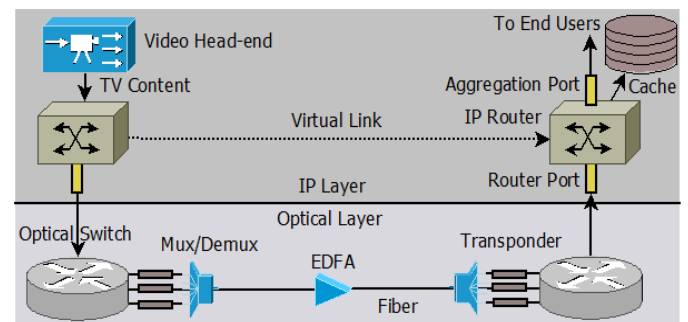 To End Users
Video Head-end
TV Content
Aggregation Port
Cache
Virtual Link
IP Router
IP Layer
Router Port
Optical Layer
Optical Switch
Mux/Demux
EDFA
Transponder
Fiber